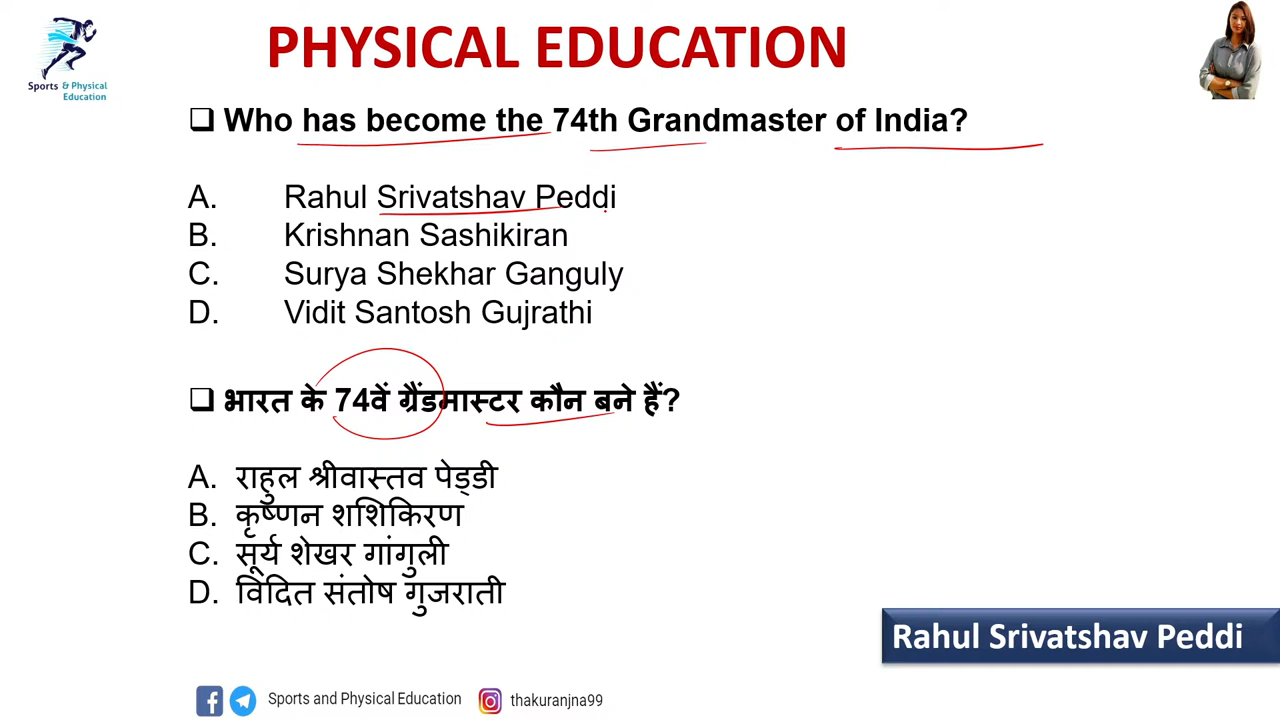 PHYSICAL EDUCATION
Sports & Physical
Education
Who has become the 74th Grandmaster of India?
A. Rahul Srivatshav Peddi
B. Krishnan Sashikiran
C. Surya Shekhar Ganguly
D. Vidit Santosh Gujrathi
भारत के 74वें ग्रैंडमास्टर कौन बने हैं?
A. राहुल श्रीवास्तव पेड्डी
B. कृष्णन शशिकिरण
C. सूर्य शेखर गांगुली
D. विदित संतोष गुजराती
Rahul Srivatshav Peddi
Sports and Physical Education thakuranjna99